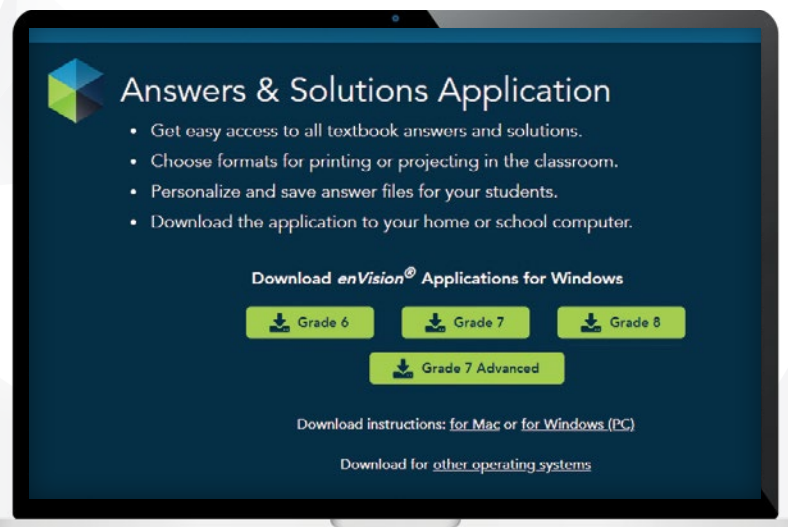 Answers & Solutions Application
• Get easy access to all textbook answers and solutions.
• Choose formats for printing or projecting in the classroom.
• Personalize and save answer files for your students.
• Download the application to your home or school computer.
Download enVision® Applications for Windows
Grade 6 Grade 7 Grade 8
Grade 7 Advanced
Download instructions: for Mac or for Windows (PC)
Download for other operating systems